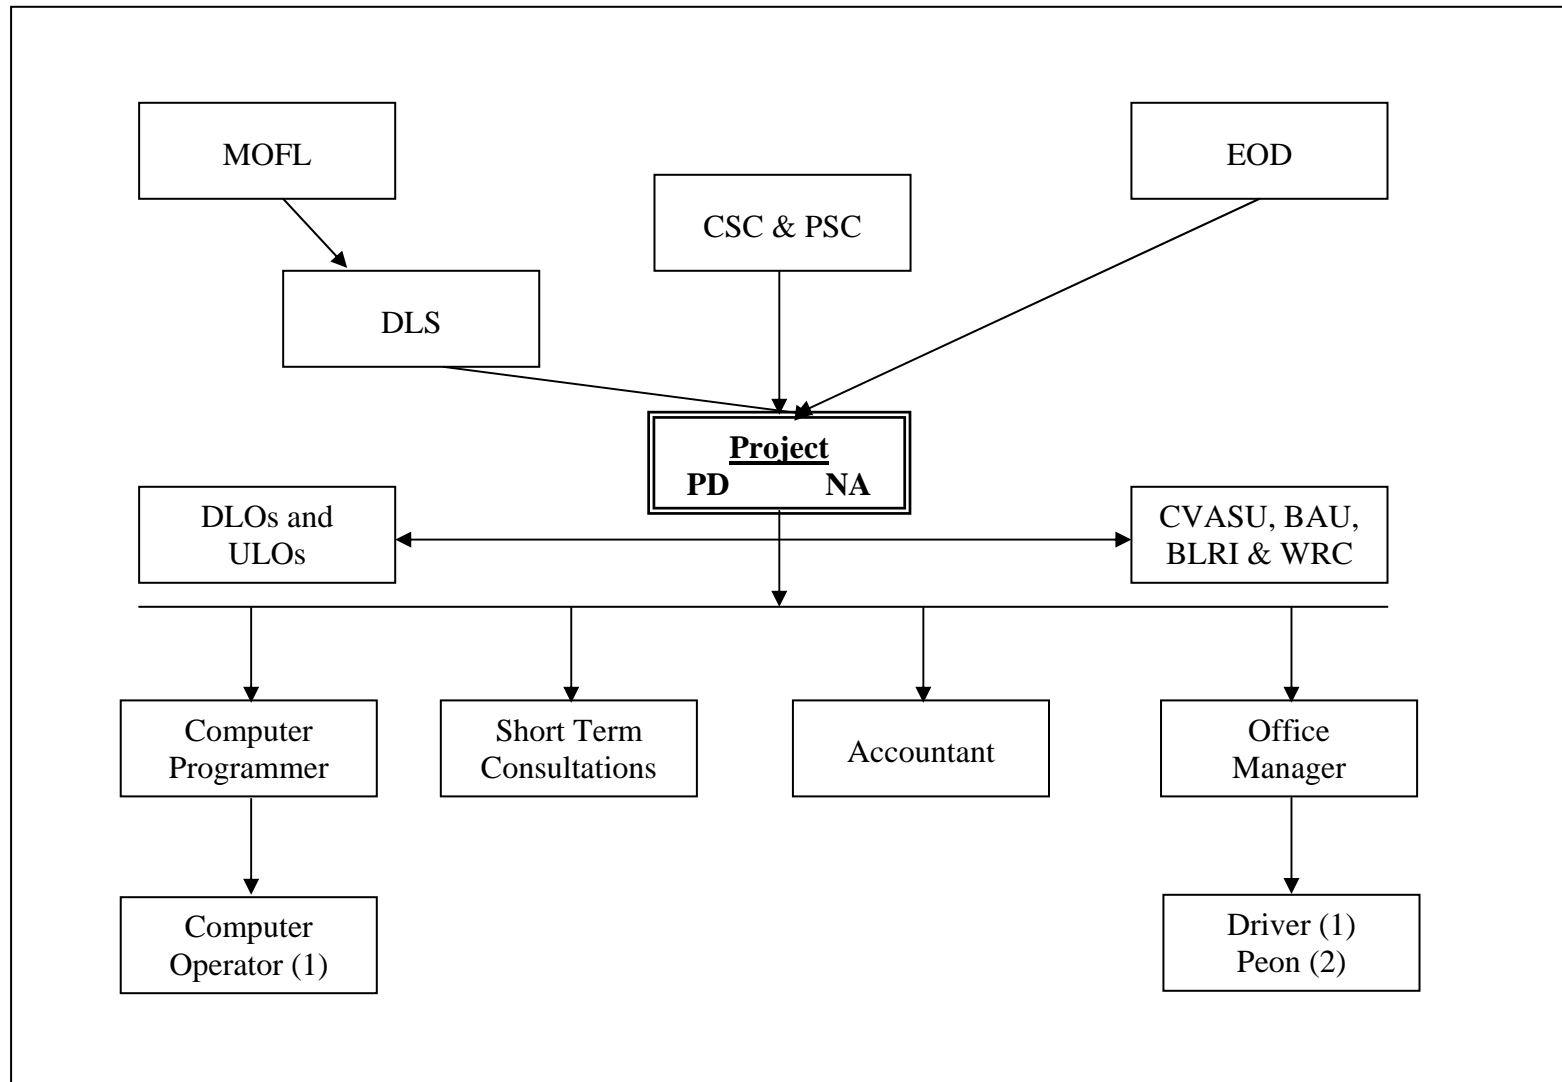 MOFL
EOD
CSC & PSC
DLS
Project
PD NA
DLOs and
ULOs
CVASU, BAU,
BLRI & WRC
Computer
Programmer
Short Term
Consultations
Accountant
Office
Manager
Computer
Operator (1)
Driver (1)
Peon (2)